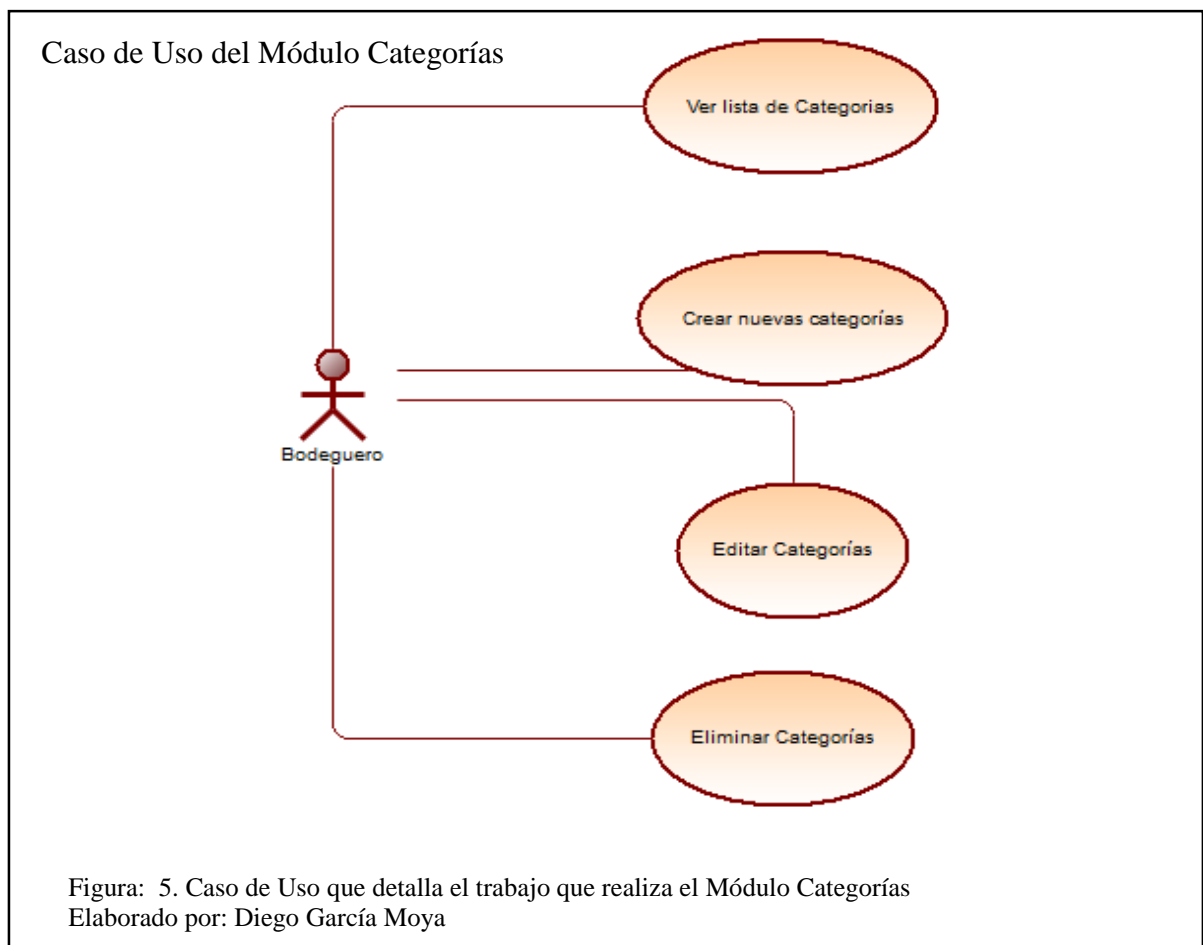 Caso de Uso del Módulo Categorías
Ver lista de Categorias
Crear nuevas categorías
Bodeguero
Editar Categorías
Eliminar Categorías
Figura: 5. Caso de Uso que detalla el trabajo que realiza el Módulo Categorías
Elaborado por: Diego García Moya